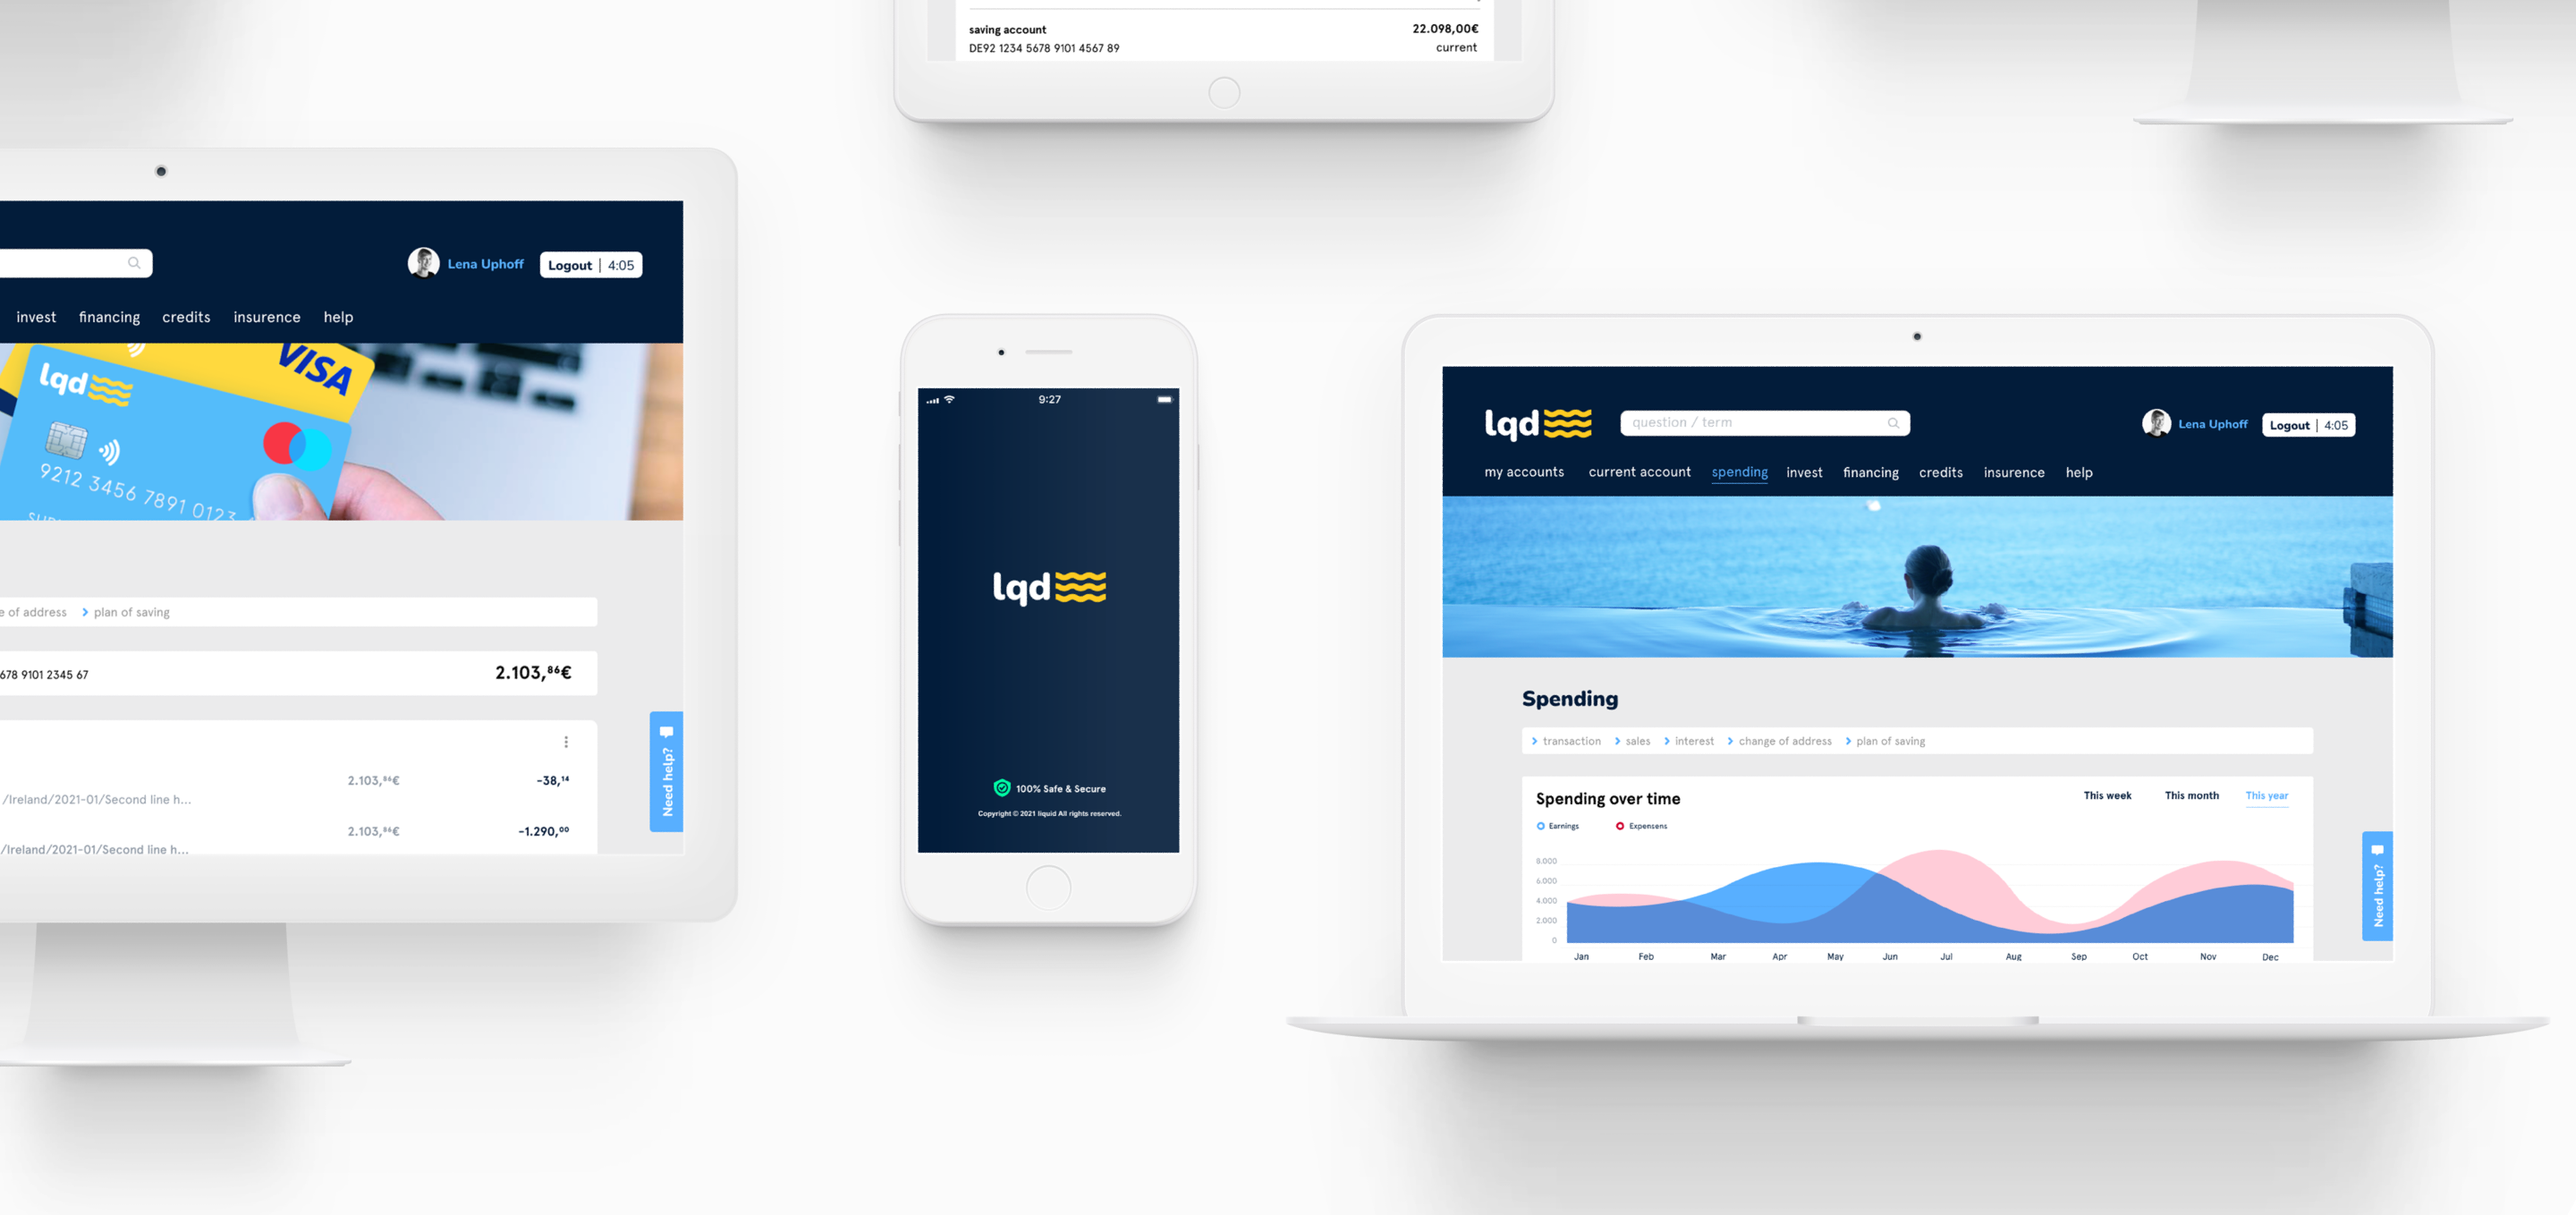 saving account 22.098,00€
DE92 1234 5678 9101 4567 89 current
Lena Uphoff Logout | 4:05
invest financing credits insurence help
VISA
lqd
9212 3456 7891 0123
of address > plan of saving
678 9101 2345 67 2.103,⁸⁶€
2.103,⁸⁶€ -38,¹⁴
/Ireland/2021-01/Second line h...
2.103,⁸⁶€ -1.290,⁰⁰
/Ireland/2021-01/Second line h...
Need help?
9:27
lqd
100% Safe & Secure
Copyright © 2021 liquid All rights reserved.
lqd question / term Lena Uphoff Logout | 4:05
my accounts current account spending invest financing credits insurence help
Spending
> transaction > sales > interest > change of address > plan of saving
Spending over time This week This month This year
Earnings Expensens
8.000
6.000
4.000
2.000
0
Jan Feb Mar Apr May Jun Jul Aug Sep Oct Nov Dec
Need help?